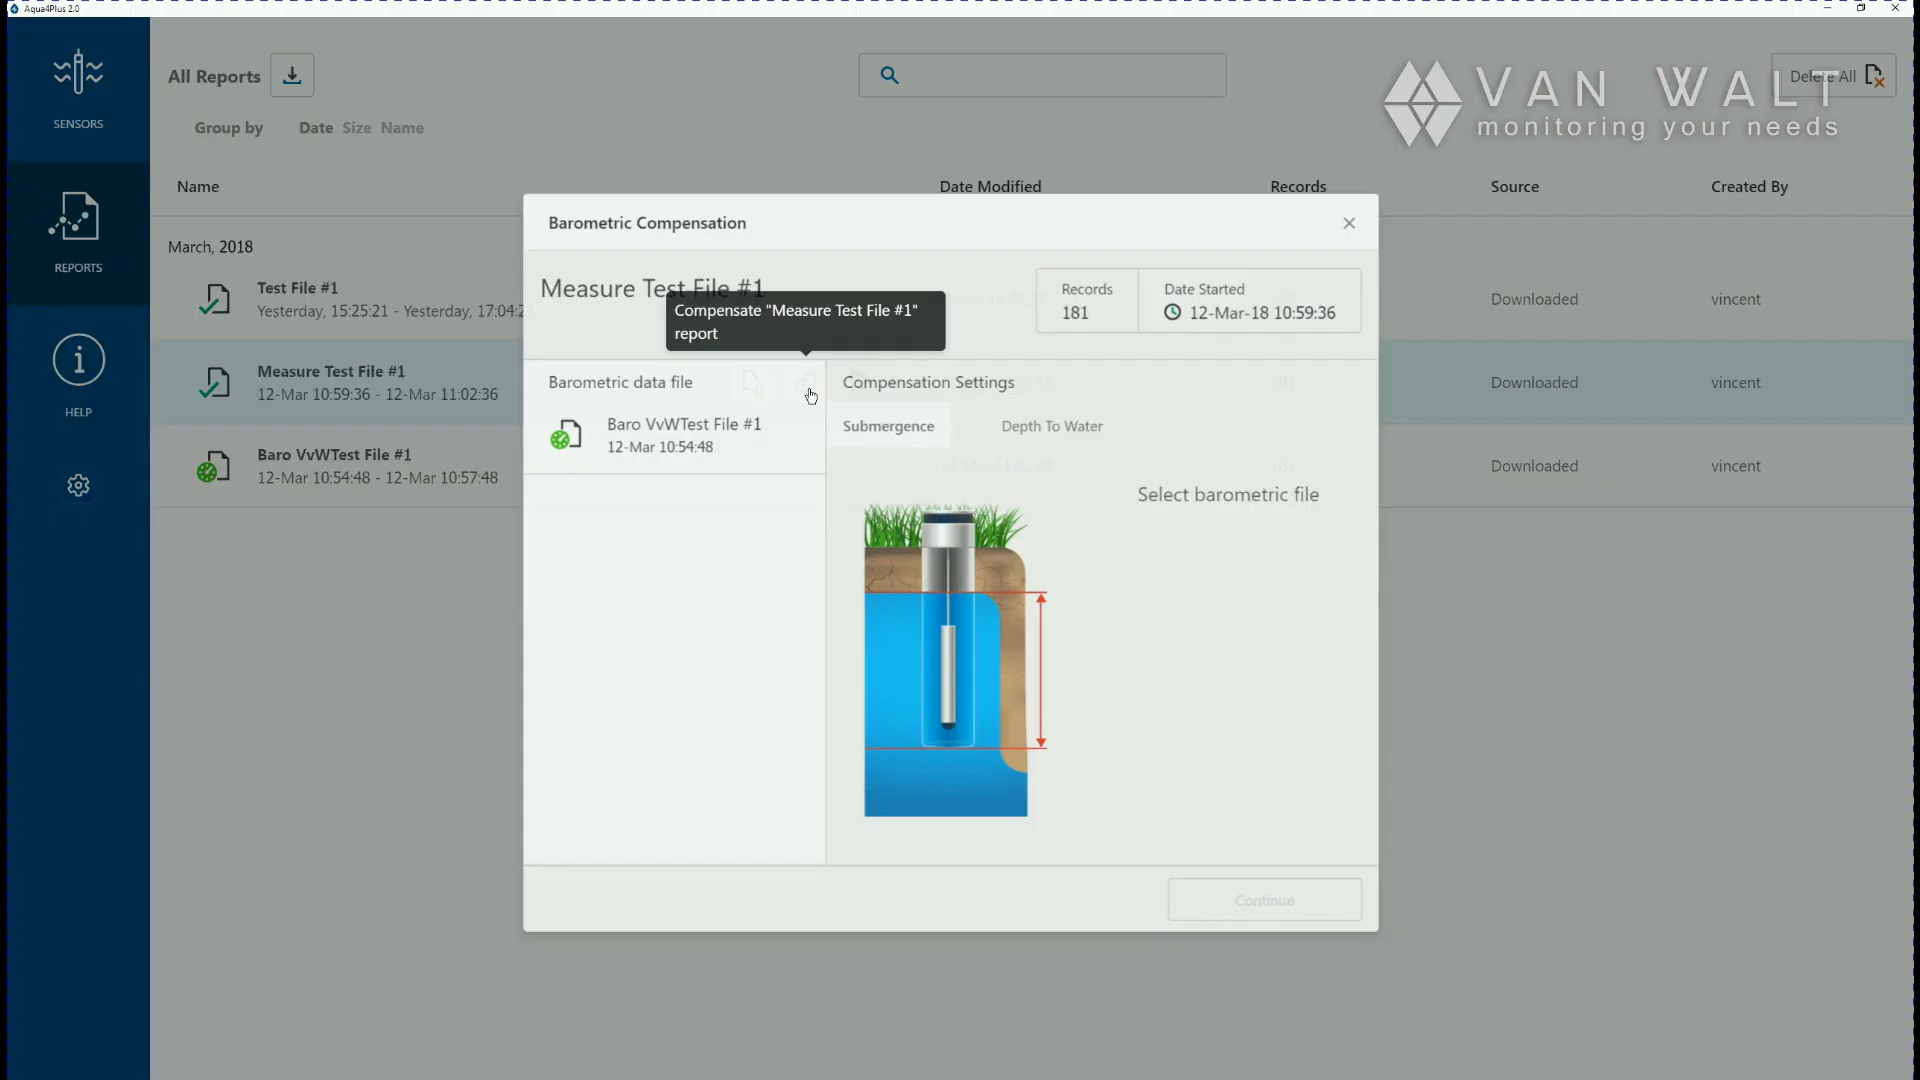 Aqua4Plus 2.0
SENSORS
REPORTS
HELP
All Reports
Delete All
VAN WALT
monitoring your needs
Group by Date Size Name
Name Date Modified Records Source Created By
March, 2018
Test File #1
Yesterday, 15:25:21 - Yesterday, 17:04:2
Downloaded vincent
Measure Test File #1
12-Mar 10:59:36 - 12-Mar 11:02:36
Downloaded vincent
Baro VvWTest File #1
12-Mar 10:54:48 - 12-Mar 10:57:48
Downloaded vincent
Barometric Compensation
Measure Test File #1
Records
181
Date Started
12-Mar-18 10:59:36
Compensate "Measure Test File #1"
report
Barometric data file
Baro VvWTest File #1
12-Mar 10:54:48
Compensation Settings
Submergence Depth To Water
Select barometric file
Continue